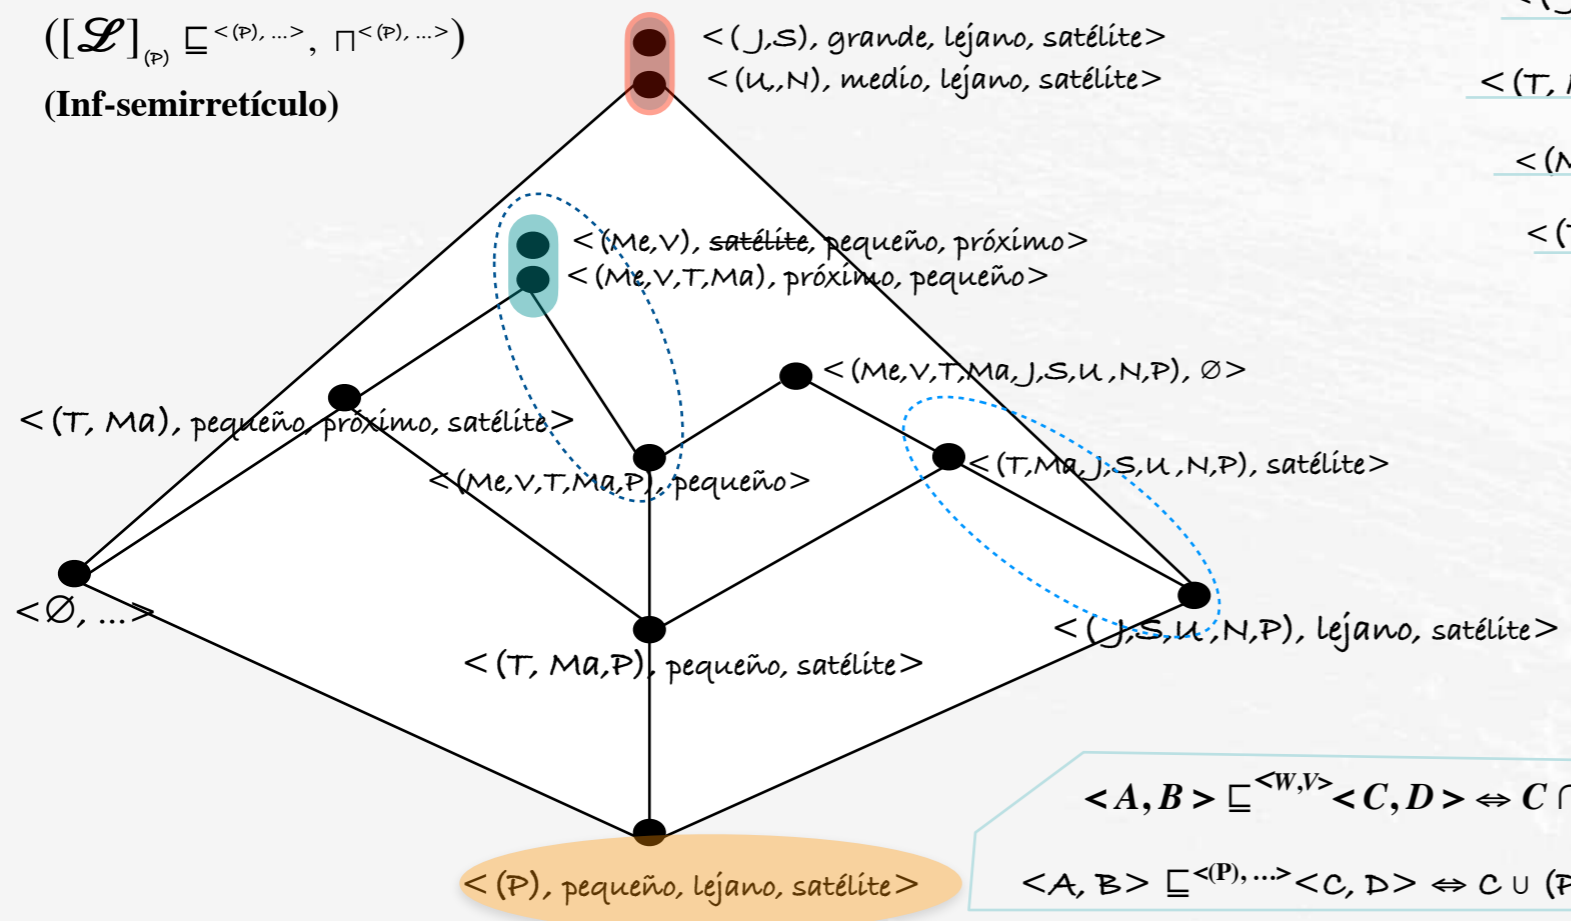 ([ℒ]₍ₚ₎ ⊑<(P), ...>, ⊓<(P), ...>)
(Inf-semirretículo)
<(J,S), grande, lejano, satélite>
<(U,,N), medio, lejano, satélite>
<(T,
<(Me,V), satélite, pequeño, próximo>
<(Me,V,T,Ma), próximo, pequeño>
<(Me,V,T,Ma,J,S,U,N,P), ∅>
<(T, Ma), pequeño, próximo, satélite>
<(T,Ma,J,S,U,N,P), satélite>
<(Me,V,T,Ma,P), pequeño>
<∅, ...>
<(J,S,U,N,P), lejano, satélite>
<(T, Ma,P), pequeño, satélite>
<A, B> ⊑<W,V> <C, D> ⇔ C ∩
<(P), pequeño, lejano, satélite>
<A, B> ⊑<(P), ...> <C, D> ⇔ C ∪ (P